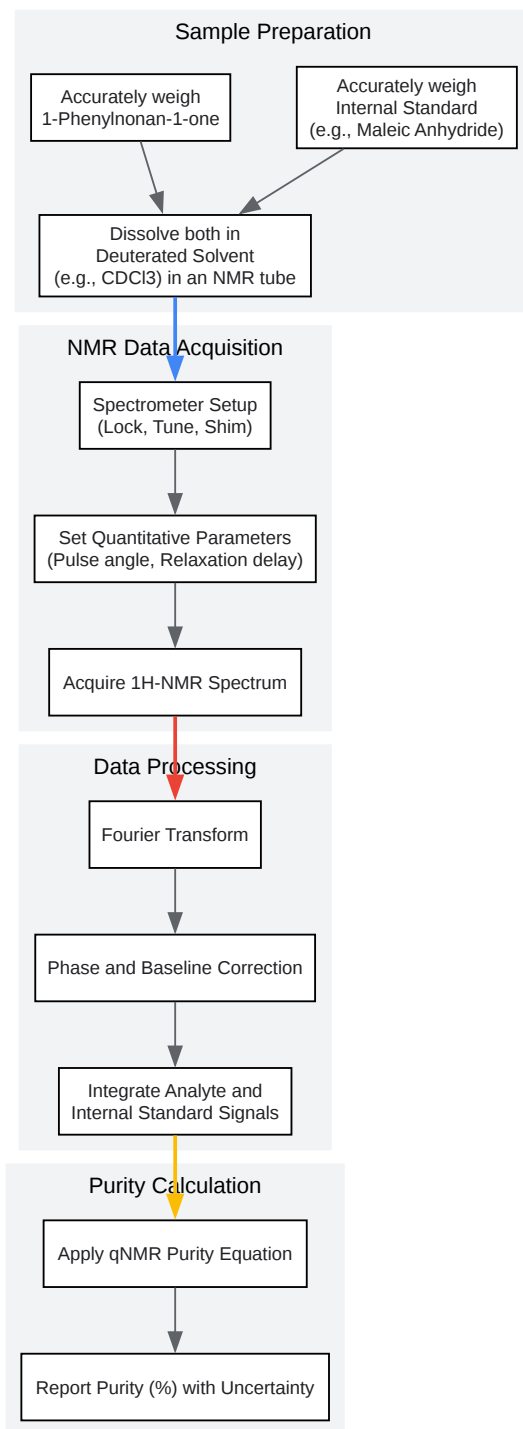 Sample Preparation
Accurately weigh
1-Phenylnonan-1-one
Accurately weigh
Internal Standard
(e.g., Maleic Anhydride)
Dissolve both in
Deuterated Solvent
(e.g., CDCl3) in an NMR tube
NMR Data Acquisition
Spectrometer Setup
(Lock, Tune, Shim)
Set Quantitative Parameters
(Pulse angle, Relaxation delay)
Acquire 1H-NMR Spectrum
Data Processing
Fourier Transform
Phase and Baseline Correction
Integrate Analyte and
Internal Standard Signals
Purity Calculation
Apply qNMR Purity Equation
Report Purity (%) with Uncertainty